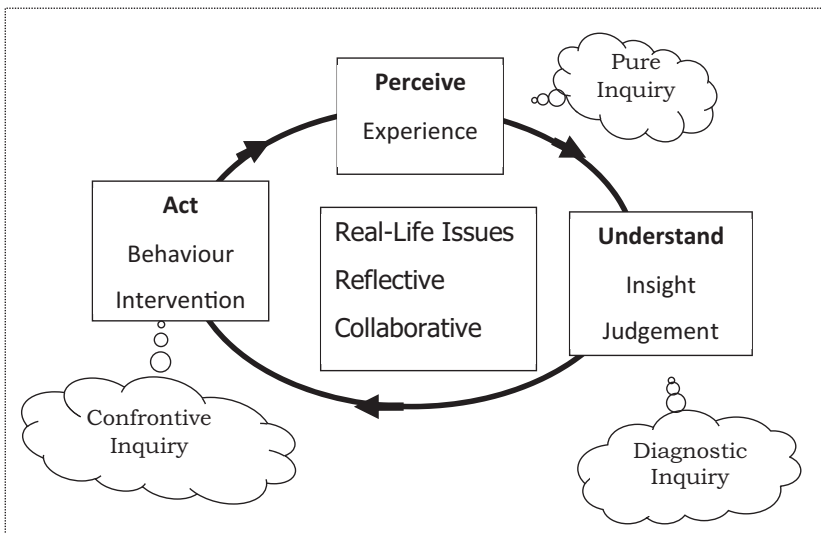 Perceive
Experience
Pure
Inquiry
Act
Behaviour
Intervention
Real-Life Issues
Reflective
Collaborative
Understand
Insight
Judgement
Confrontive
Inquiry
Diagnostic
Inquiry